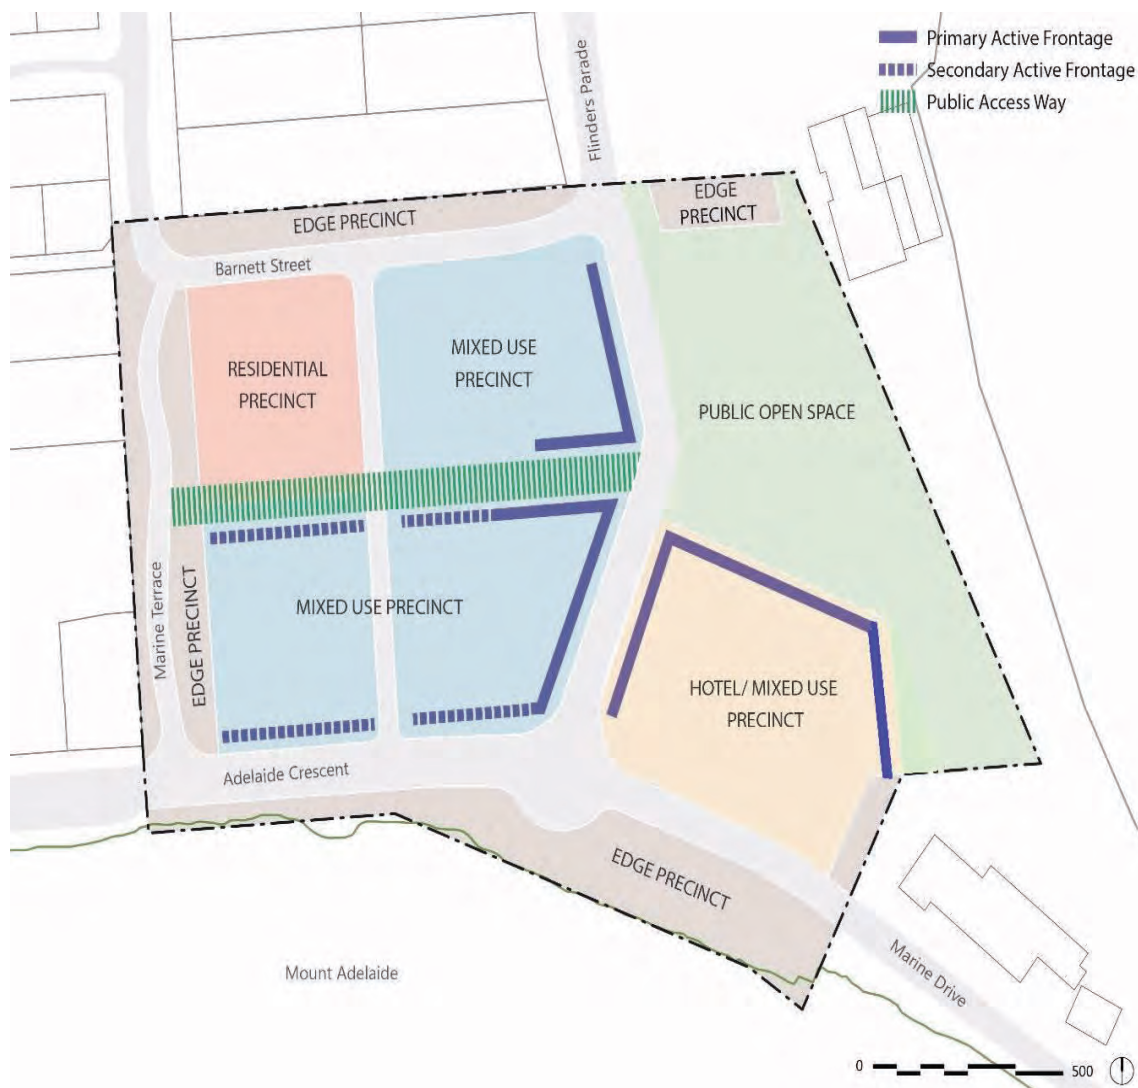 Primary Active Frontage
Secondary Active Frontage
Public Access Way
Flinders Parade
EDGE PRECINCT
EDGE
PRECINCT
Barnett Street
RESIDENTIAL
PRECINCT
MIXED USE
PRECINCT
PUBLIC OPEN SPACE
Marine Terrace
EDGE PRECINCT
MIXED USE PRECINCT
HOTEL/ MIXED USE
PRECINCT
Adelaide Crescent
EDGE PRECINCT
Mount Adelaide
Marine Drive
0
500